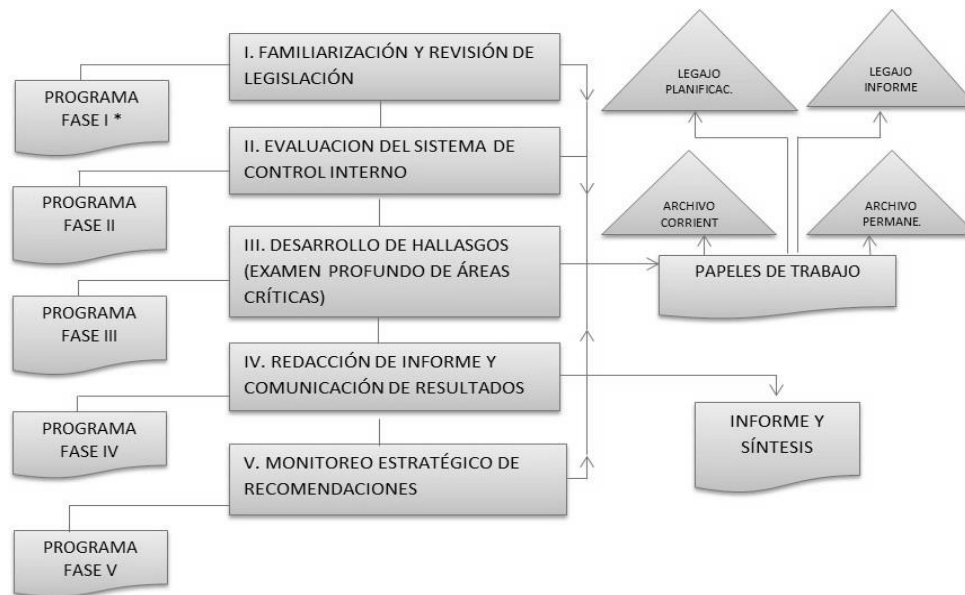 I. FAMILIARIZACIÓN Y REVISIÓN DE
LEGISLACIÓN
PROGRAMA
FASE I *
II. EVALUACION DEL SISTEMA DE
CONTROL INTERNO
PROGRAMA
FASE II
III. DESARROLLO DE HALLASGOS
(EXAMEN PROFUNDO DE ÁREAS
CRÍTICAS)
PROGRAMA
FASE III
IV. REDACCIÓN DE INFORME Y
COMUNICACIÓN DE RESULTADOS
PROGRAMA
FASE IV
V. MONITOREO ESTRATÉGICO DE
RECOMENDACIONES
PROGRAMA
FASE V
LEGAJO
PLANIFICAC.
LEGAJO
INFORME
ARCHIVO
CORRIENT
ARCHIVO
PERMANE.
PAPELES DE TRABAJO
INFORME Y
SÍNTESIS